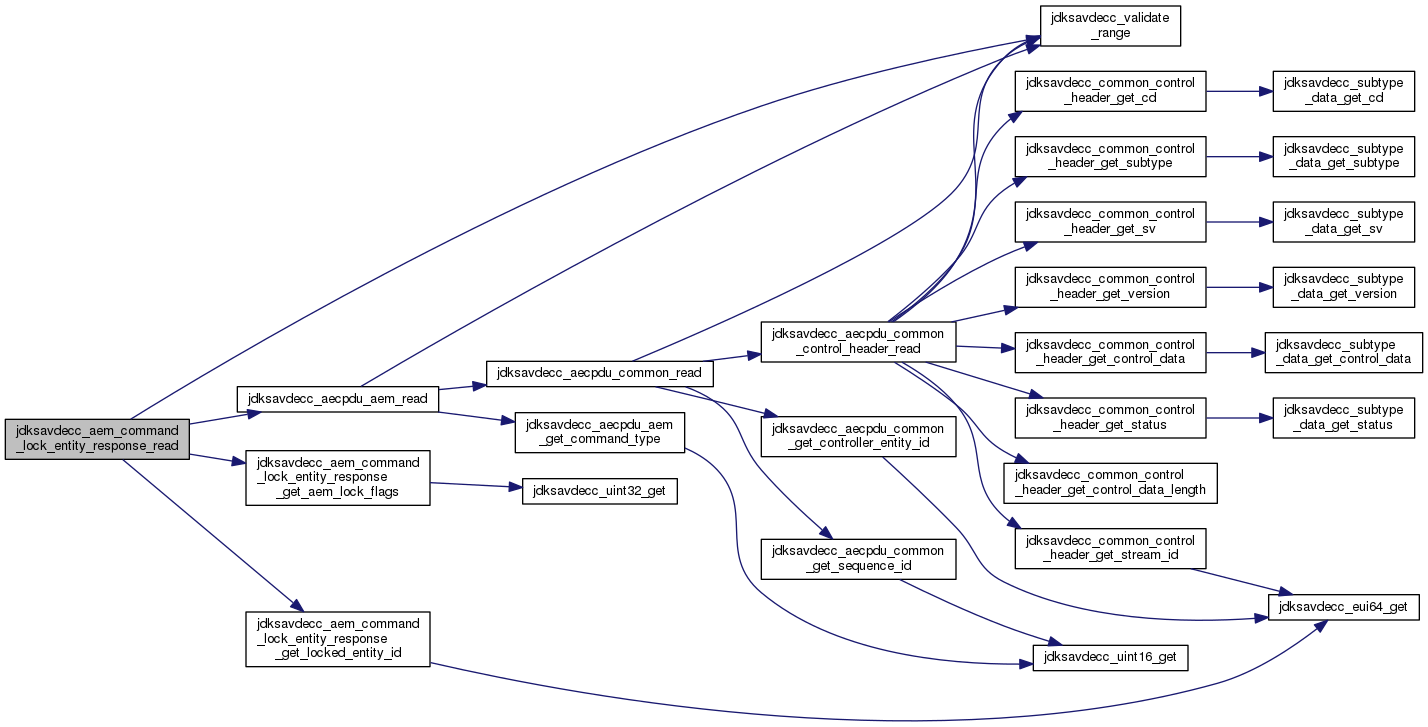 jdksavdecc_aem_command
_lock_entity_response_read
jdksavdecc_aecpdu_aem_read
jdksavdecc_aem_command
_lock_entity_response
_get_aem_lock_flags
jdksavdecc_aem_command
_lock_entity_response
_get_locked_entity_id
jdksavdecc_aecpdu_common_read
jdksavdecc_aecpdu_aem
_get_command_type
jdksavdecc_uint32_get
jdksavdecc_aecpdu_common
_control_header_read
jdksavdecc_aecpdu_common
_get_controller_entity_id
jdksavdecc_aecpdu_common
_get_sequence_id
jdksavdecc_validate
_range
jdksavdecc_common_control
_header_get_cd
jdksavdecc_common_control
_header_get_subtype
jdksavdecc_common_control
_header_get_sv
jdksavdecc_common_control
_header_get_version
jdksavdecc_common_control
_header_get_control_data
jdksavdecc_common_control
_header_get_status
jdksavdecc_common_control
_header_get_control_data_length
jdksavdecc_common_control
_header_get_stream_id
jdksavdecc_uint16_get
jdksavdecc_subtype
_data_get_cd
jdksavdecc_subtype
_data_get_subtype
jdksavdecc_subtype
_data_get_sv
jdksavdecc_subtype
_data_get_version
jdksavdecc_subtype
_data_get_control_data
jdksavdecc_subtype
_data_get_status
jdksavdecc_eui64_get